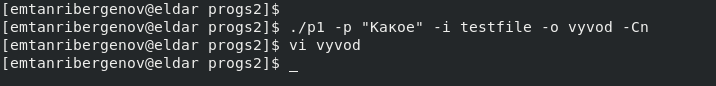 [emtanribergenov@eldar progs2]$
[emtanribergenov@eldar progs2]$ ./p1 -p "Какое" -i testfile -o vyvod -Cn
[emtanribergenov@eldar progs2]$ vi vyvod
[emtanribergenov@eldar progs2]$ _